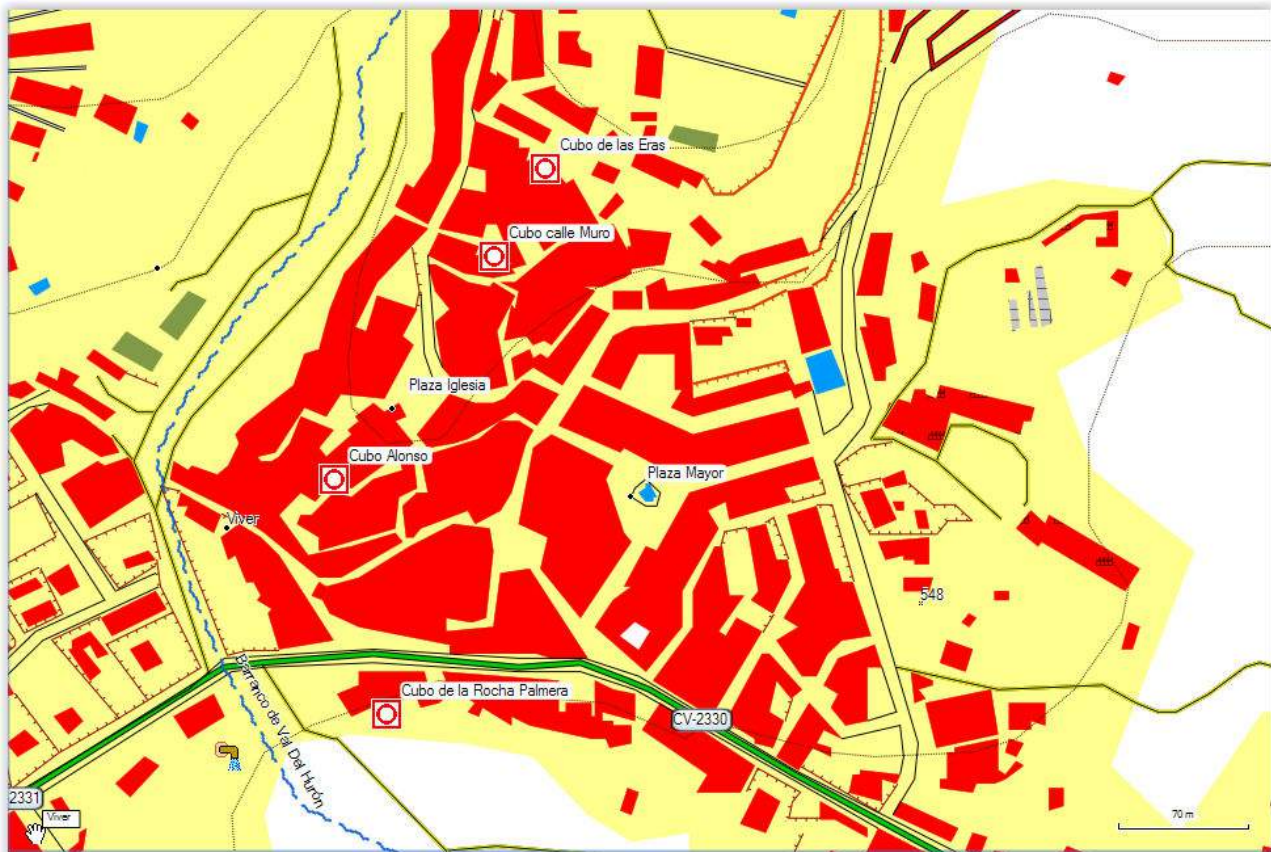 Cubo de las Eras
Cubo calle Muro
Plaza Iglesia
Cubo Alonso
Plaza Mayor
Viver
548
Barranco de Val Del Hurón
Cubo de la Rocha Palmera
CV-2330
2331
Viver
70 m